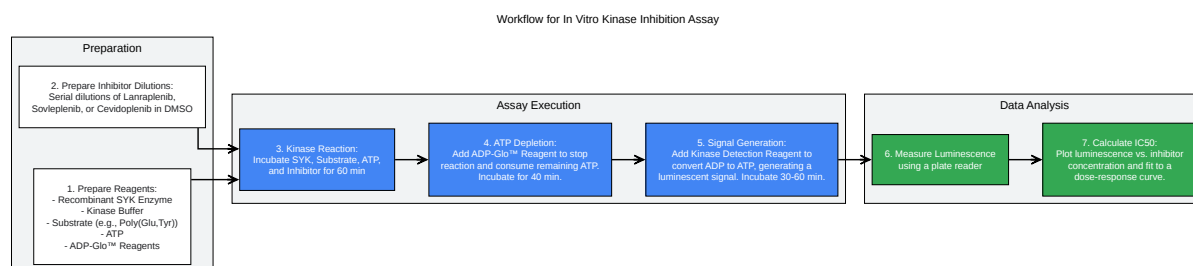 Workflow for In Vitro Kinase Inhibition Assay
Preparation
2. Prepare Inhibitor Dilutions:
Serial dilutions of Lanraplenib,
Sovleplenib, or Cevidoplenib in DMSO
1. Prepare Reagents:
- Recombinant SYK Enzyme
- Kinase Buffer
- Substrate (e.g., Poly(Glu,Tyr))
- ATP
- ADP-Glo™ Reagents
Assay Execution
3. Kinase Reaction:
Incubate SYK, Substrate, ATP,
and Inhibitor for 60 min
4. ATP Depletion:
Add ADP-Glo™ Reagent to stop
reaction and consume remaining ATP.
Incubate for 40 min.
5. Signal Generation:
Add Kinase Detection Reagent to
convert ADP to ATP, generating a
luminescent signal. Incubate 30-60 min.
Data Analysis
6. Measure Luminescence
using a plate reader
7. Calculate IC50:
Plot luminescence vs. inhibitor
concentration and fit to a
dose-response curve.